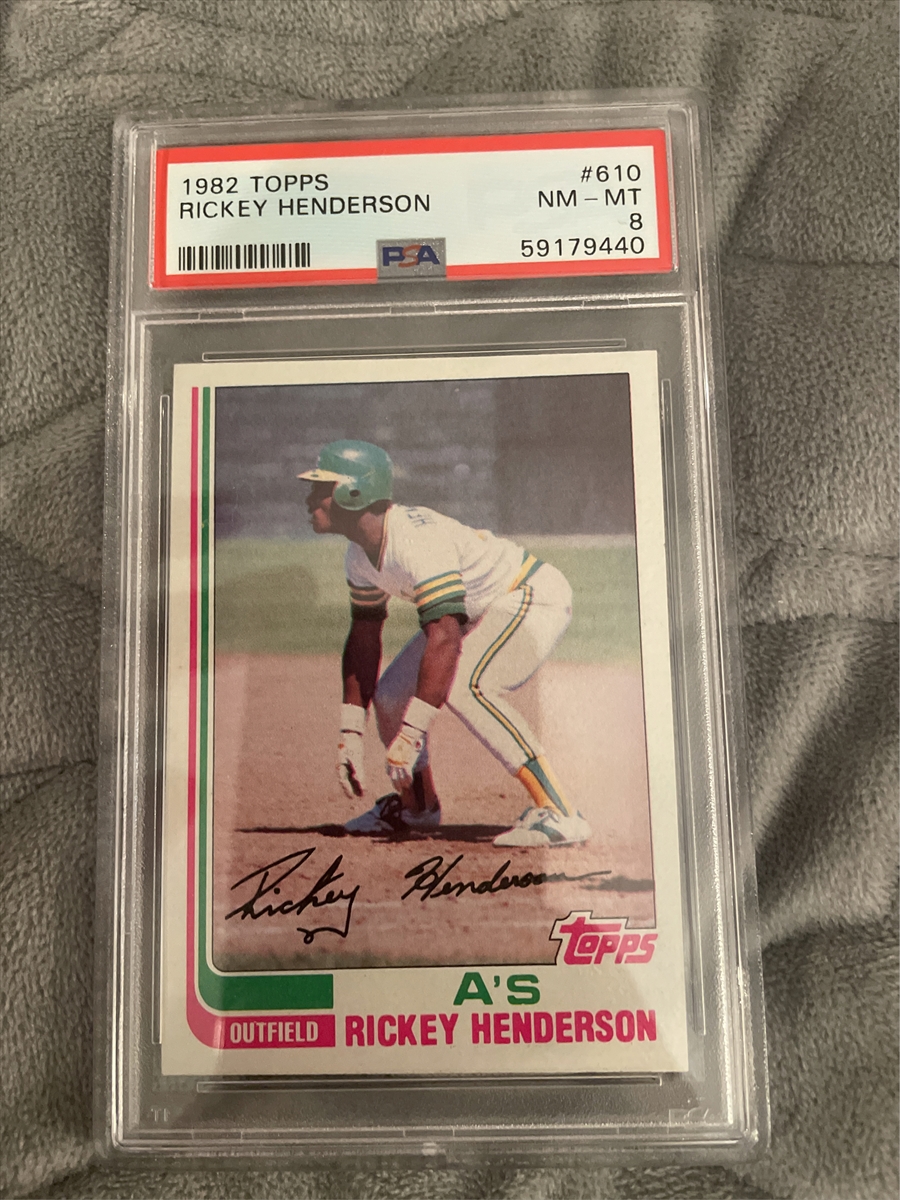 1982 TOPPS
RICKEY HENDERSON
#610
NM - MT
8
59179440
PSA
Rickey Henderson
TOPPS
A'S
OUTFIELD
RICKEY HENDERSON